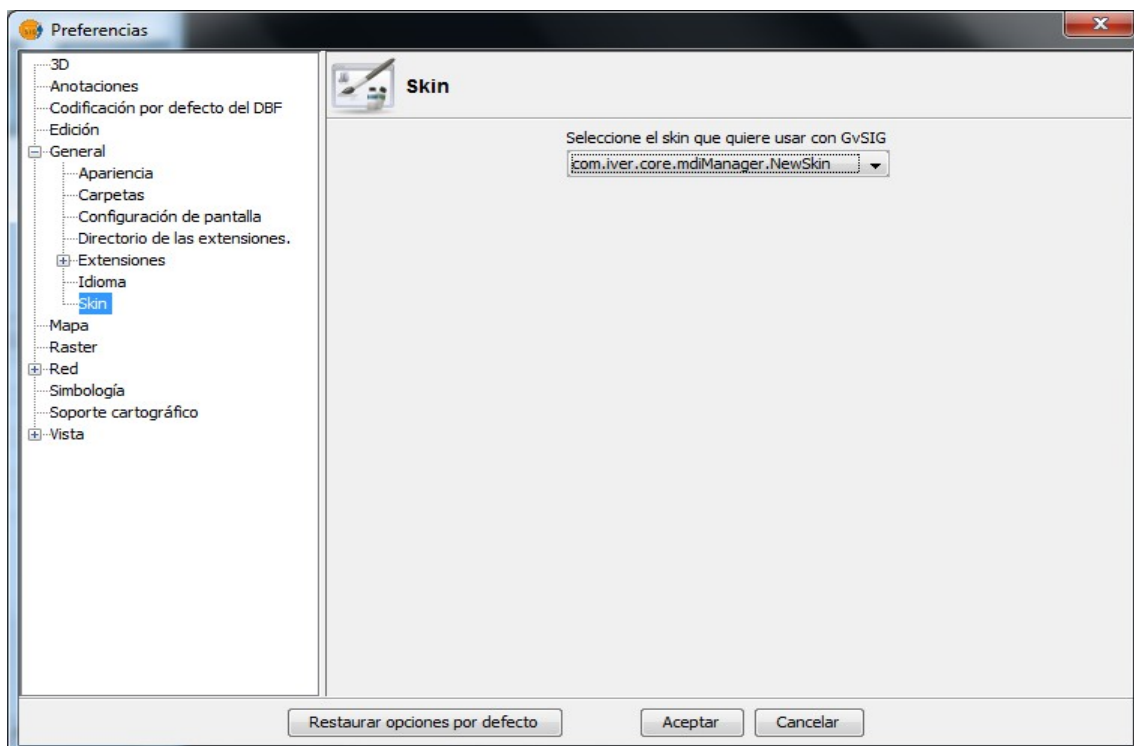 Preferencias
3D
Anotaciones
Codificación por defecto del DBF
Edición
General
Apariencia
Carpetas
Configuración de pantalla
Directorio de las extensiones.
Extensiones
Idioma
Skin
Mapa
Raster
Red
Simbología
Soporte cartográfico
Vista
Skin
Seleccione el skin que quiere usar con GvSIG
com.iver.core.mdiManager.NewSkin
Restaurar opciones por defecto
Aceptar
Cancelar